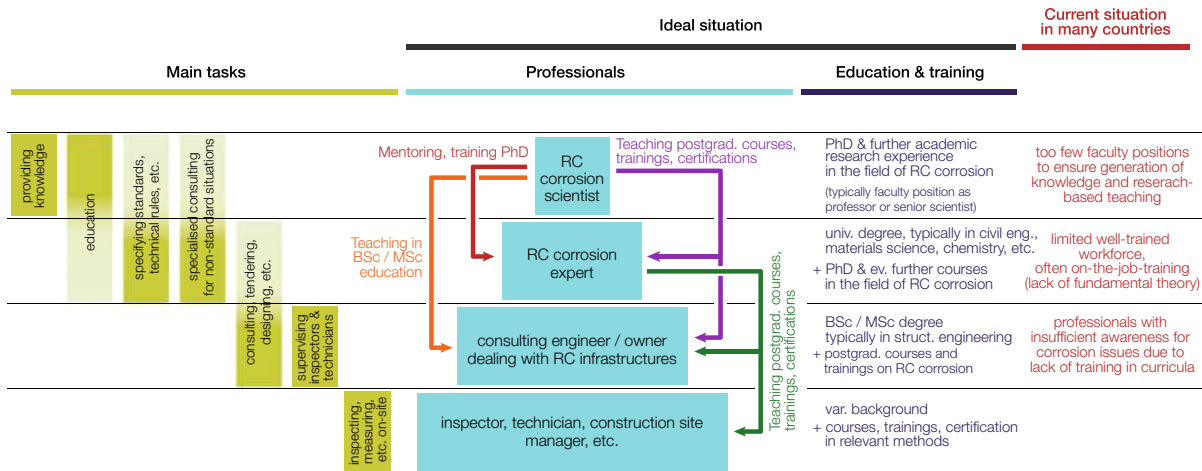 Ideal situation
Current situation
in many countries
Main tasks
Professionals
Education & training
providing
knowledge
education
specifying standards,
technical rules, etc.
specialised consulting
for non-standard situations
consulting, tendering,
designing, etc.
supervising
inspectors &
technicians
inspecting,
measuring,
etc. on-site
Mentoring, training PhD
RC
corrosion
scientist
Teaching postgrad. courses,
trainings, certifications
Teaching in
BSc / MSc
education
RC corrosion
expert
consulting engineer / owner
dealing with RC infrastructures
Teaching postgrad. courses,
trainings, certifications
inspector, technician, construction site
manager, etc.
PhD & further academic
research experience
in the field of RC corrosion
(typically faculty position as
professor or senior scientist)
too few faculty positions
to ensure generation of
knowledge and reserach-
based teaching
univ. degree, typically in civil eng.,
materials science, chemistry, etc.
+ PhD & ev. further courses
in the field of RC corrosion
limited well-trained
workforce,
often on-the-job-training
(lack of fundamental theory)
BSc / MSc degree
typically in struct. engineering
+ postgrad. courses and
trainings on RC corrosion
professionals with
insufficient awareness for
corrosion issues due to
lack of training in curricula
var. background
+ courses, trainings, certification
in relevant methods